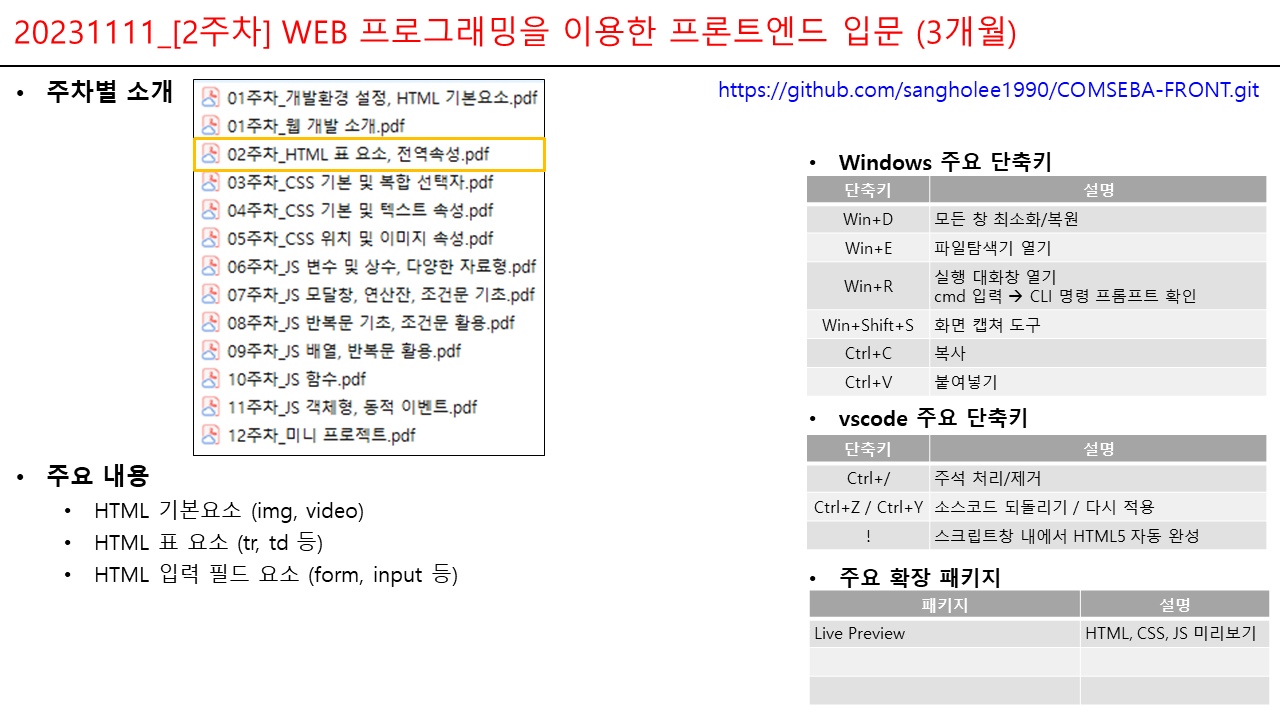 20231111_[2주차] WEB 프로그래밍을 이용한 프론트엔드 입문 (3개월)
• 주차별 소개
01주차_개발환경 설정, HTML 기본요소.pdf
01주차_웹 개발 소개.pdf
02주차_HTML 표 요소, 전역속성.pdf
03주차_CSS 기본 및 복합 선택자.pdf
04주차_CSS 기본 및 텍스트 속성.pdf
05주차_CSS 위치 및 이미지 속성.pdf
06주차_JS 변수 및 상수, 다양한 자료형.pdf
07주차_JS 모달창, 연산잔, 조건문 기초.pdf
08주차_JS 반복문 기초, 조건문 활용.pdf
09주차_JS 배열, 반복문 활용.pdf
10주차_JS 함수.pdf
11주차_JS 객체형, 동적 이벤트.pdf
12주차_미니 프로젝트.pdf
• 주요 내용
• HTML 기본요소 (img, video)
• HTML 표 요소 (tr, td 등)
• HTML 입력 필드 요소 (form, input 등)
https://github.com/sangholee1990/COMSEBA-FRONT.git
• Windows 주요 단축키
단축키 설명
Win+D 모든 창 최소화/복원
Win+E 파일탐색기 열기
Win+R 실행 대화창 열기
cmd 입력 → CLI 명령 프롬프트 확인
Win+Shift+S 화면 캡쳐 도구
Ctrl+C 복사
Ctrl+V 붙여넣기
• vscode 주요 단축키
단축키 설명
Ctrl+/ 주석 처리/제거
Ctrl+Z / Ctrl+Y 소스코드 되돌리기 / 다시 적용
! 스크립트창 내에서 HTML5 자동 완성
• 주요 확장 패키지
패키지 설명
Live Preview HTML, CSS, JS 미리보기